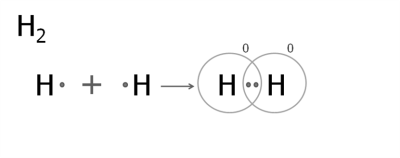 H₂
0 0
H· + ·H → H··H